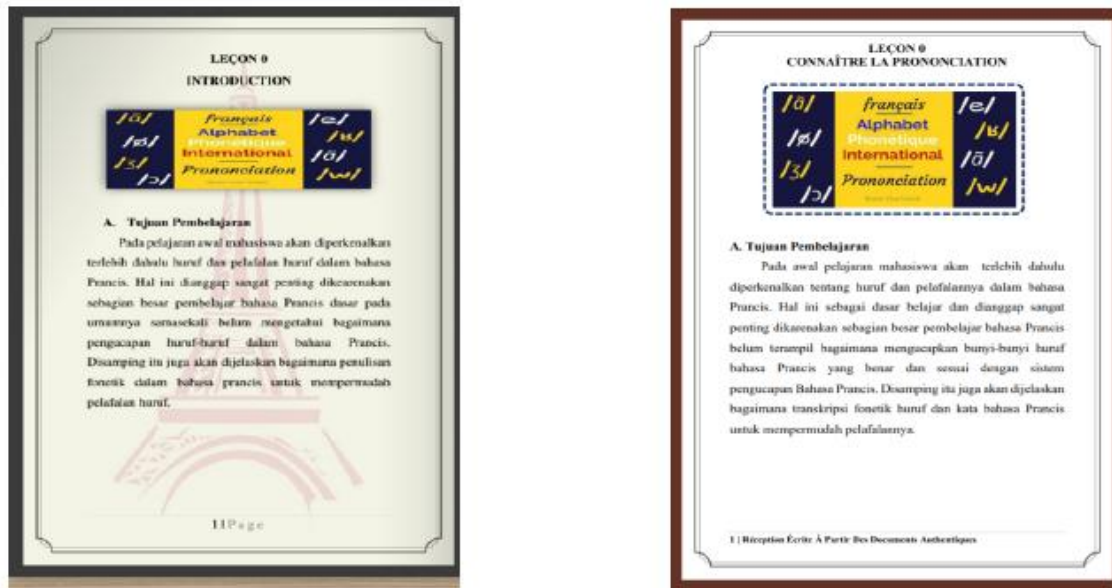 LEÇON 0
INTRODUCTION
/ã/
/ø/
/ʒ/
/ɔ/
français
Alphabet
Phonétique
International
Prononciation
/e/
/ʁ/
/ã/
/w/
A. Tujuan Pembelajaran
Pada pelajaran awal mahasiswa akan diperkenalkan
terlebih dahulu huruf dan pelafalan huruf dalam bahasa
Prancis. Hal ini dianggap sangat penting dikarenakan
sebagian besar pembelajar bahasa Prancis dasar pada
umumnya samasekali belum mengetahui bagaimana
pengucapan huruf-huruf dalam bahasa Prancis.
Disamping itu juga akan dijelaskan bagaimana penulisan
fonetik dalam bahasa prancis untuk mempermudah
pelafalan huruf.
1|Page
LEÇON 0
CONNAÎTRE LA PRONONCIATION
/ã/
/ø/
/ʒ/
/ɔ/
français
Alphabet
Phonétique
International
Prononciation
/e/
/ʁ/
/ã/
/w/
A. Tujuan Pembelajaran
Pada awal pelajaran mahasiswa akan terlebih dahulu
diperkenalkan tentang huruf dan pelafalannya dalam bahasa
Prancis. Hal ini sebagai dasar belajar dan dianggap sangat
penting dikarenakan sebagian besar pembelajar bahasa Prancis
belum terampil bagaimana mengucapkan bunyi-bunyi huruf
bahasa Prancis yang benar dan sesuai dengan sistem
pengucapan Bahasa Prancis. Disamping itu juga akan dijelaskan
bagaimana transkripsi fonetik huruf dan kata bahasa Prancis
untuk mempermudah pelafalannya.
1 | Réception Écrite À Partir Des Documents Authentiques